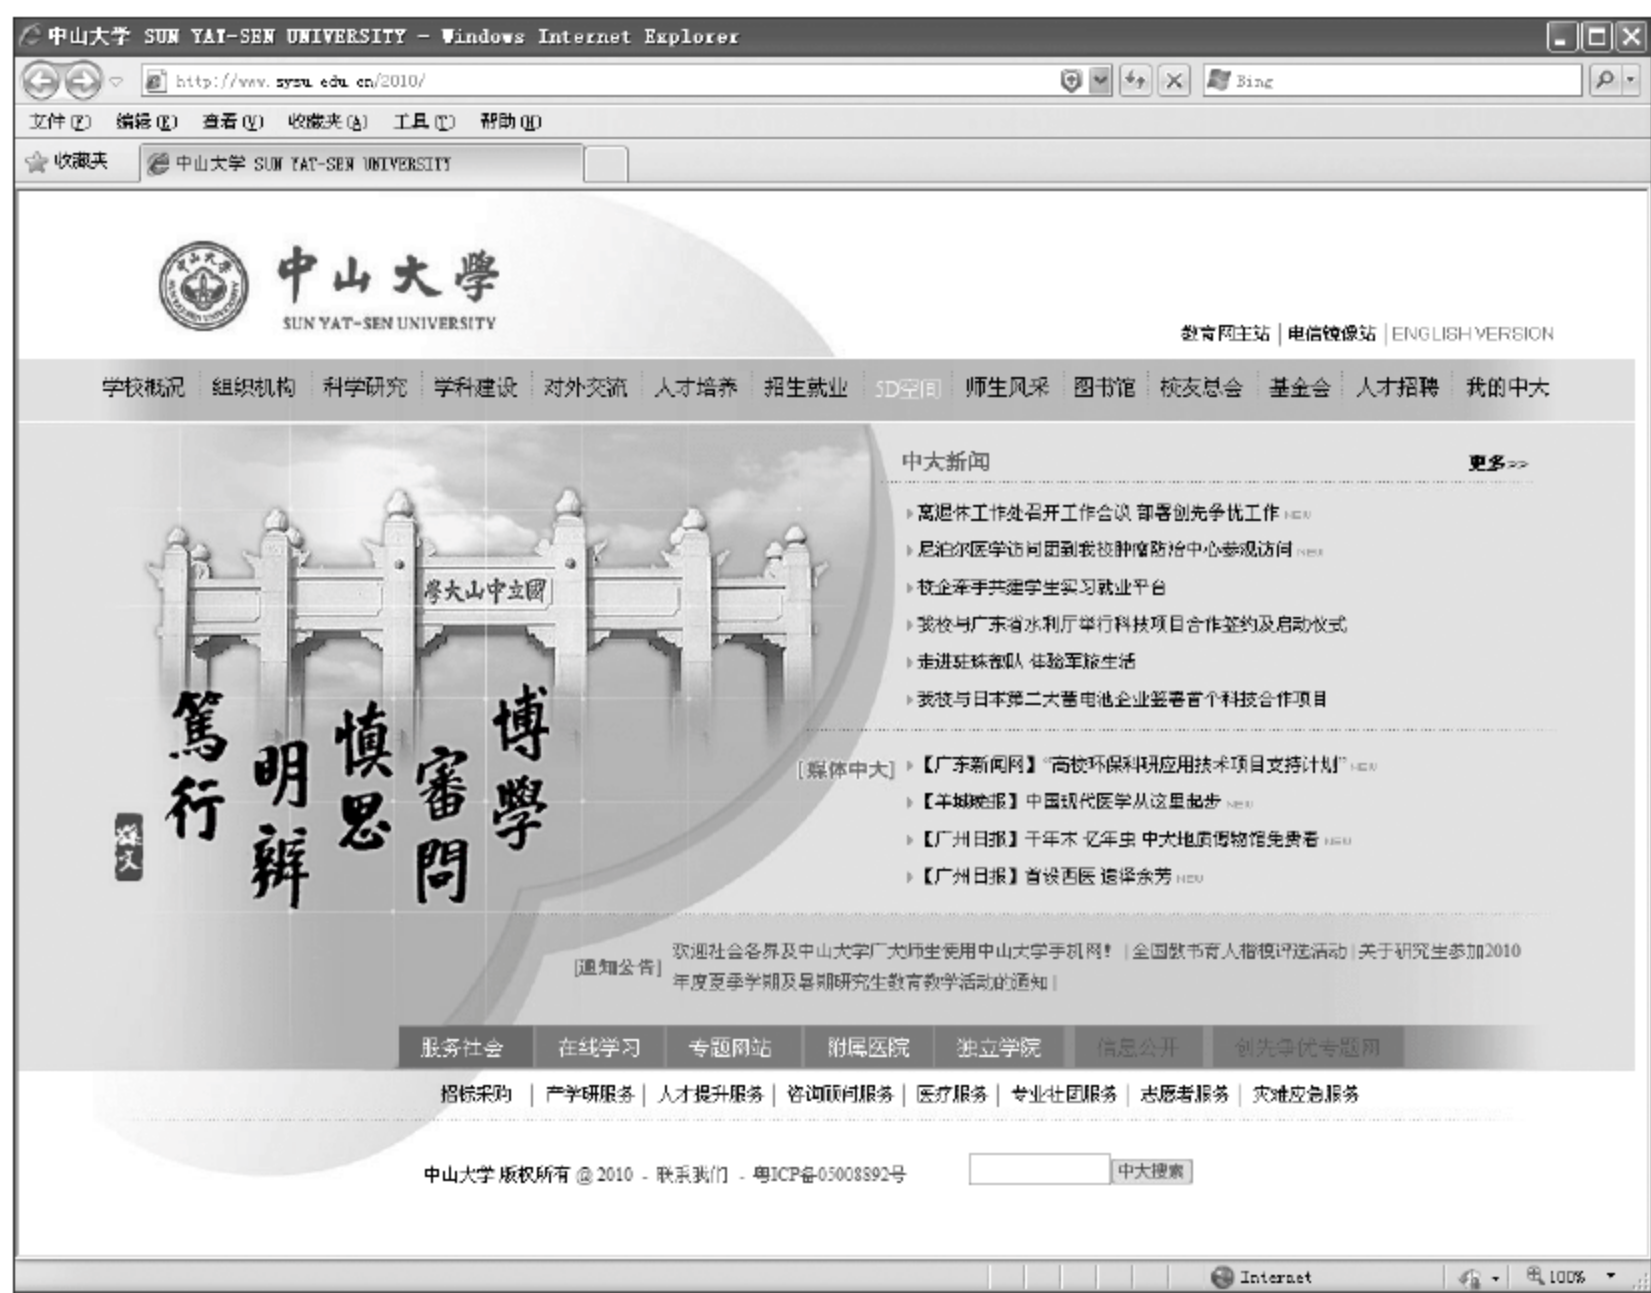 中山大学 SUN YAT-SEN UNIVERSITY - Windows Internet Explorer
http://www.sysu.edu.cn/2010/
Bing
文件(F) 编辑(E) 查看(V) 收藏夹(A) 工具(T) 帮助(H)
收藏夹 中山大学 SUN YAT-SEN UNIVERSITY
中山大學
SUN YAT-SEN UNIVERSITY
教育网主站 | 电信镜像站 | ENGLISH VERSION
学校概况 组织机构 科学研究 学科建设 对外交流 人才培养 招生就业 5D空间 师生风采 图书馆 校友总会 基金会 人才招聘 我的中大
學大山中立國
博學
審問
慎思
明辨
篤行
孫文
中大新闻 更多>>
离退休工作处召开工作会议 部署创先争优工作 NEW
尼泊尔医学访问团到我校肿瘤防治中心参观访问 NEW
校企牵手共建学生实习就业平台
我校与广东省水利厅举行科技项目合作签约及启动仪式
走进驻珠部队 体验军旅生活
我校与日本第二大蓄电池企业签署首个科技合作项目
[媒体中大] 【广东新闻网】“高校环保科研应用技术项目支持计划” NEW
【羊城晚报】中国现代医学从这里起步 NEW
【广州日报】千年木 亿年虫 中大地质博物馆免费看 NEW
【广州日报】首设西医 遗泽余芳 NEW
[通知公告] 欢迎社会各界及中山大学广大师生使用中山大学手机网! | 全国教书育人楷模评选活动 | 关于研究生参加2010
年度夏季学期及暑期研究生教育教学活动的通知 |
服务社会 在线学习 专题网站 附属医院 独立学院 信息公开 创先争优专题网
招标采购 | 产学研服务 | 人才提升服务 | 咨询顾问服务 | 医疗服务 | 专业社团服务 | 志愿者服务 | 灾难应急服务
中山大学 版权所有 @ 2010 - 联系我们 - 粤ICP备05008892号 中大搜索
Internet 100%